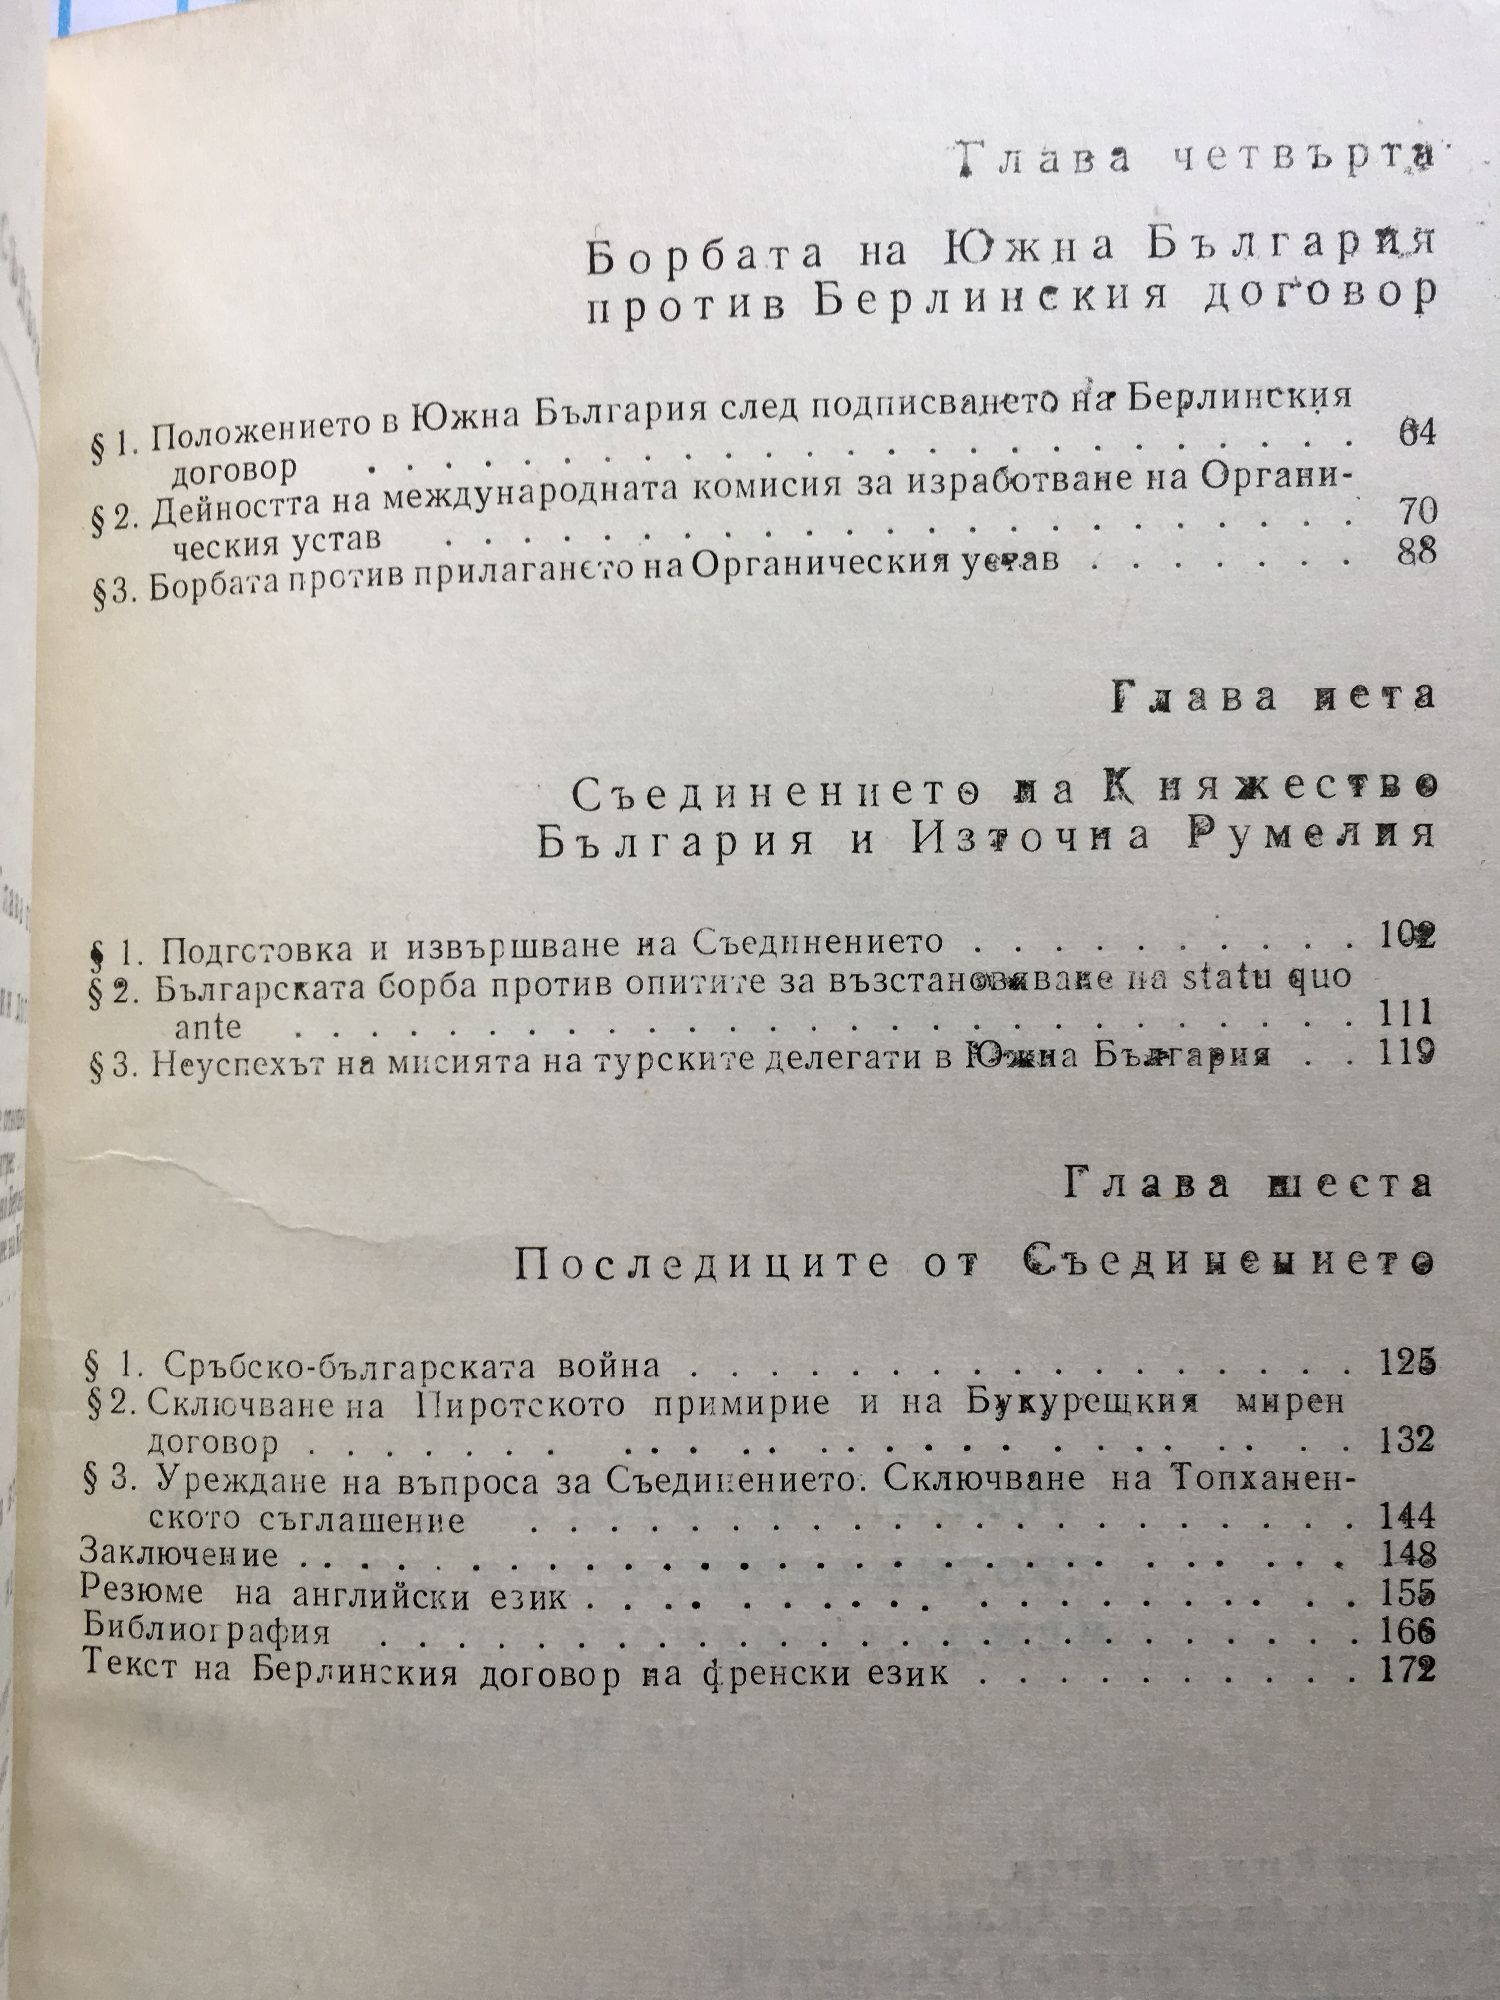 Глава четвърта
Борбата на Южна България
против Берлинския договор
§ 1. Положението в Южна България след подписването на Берлинския
договор . . . . . . . . . . . . . . . . . . . . 64
§ 2. Дейността на международната комисия за изработване на Органи-
ческия устав . . . . . . . . . . . . . . . . . . 70
§ 3. Борбата против прилагането на Органическия устав . . . . . . . 88
Глава пета
Съединението на Княжество
България и Източна Румелия
§ 1. Подготовка и извършване на Съединението . . . . . . . . . . 102
§ 2. Българската борба против опитите за възстановяване на statu quo
ante . . . . . . . . . . . . . . . . . . . . . . 111
§ 3. Неуспехът на мисията на турските делегати в Южна България . . 119
Глава шеста
Последиците от Съединението
§ 1. Сръбско-българската война . . . . . . . . . . . . . . . . 125
§ 2. Сключване на Пиротското примирие и на Букурещкия мирен
договор . . . . . . . . . . . . . . . . . . . . . . 132
§ 3. Уреждане на въпроса за Съединението. Сключване на Топханен-
ското съглашение . . . . . . . . . . . . . . . . . . 144
Заключение . . . . . . . . . . . . . . . . . . . . . . 148
Резюме на английски език . . . . . . . . . . . . . . . . . 155
Библиография . . . . . . . . . . . . . . . . . . . . . 166
Текст на Берлинския договор на френски език . . . . . . . . . . 172